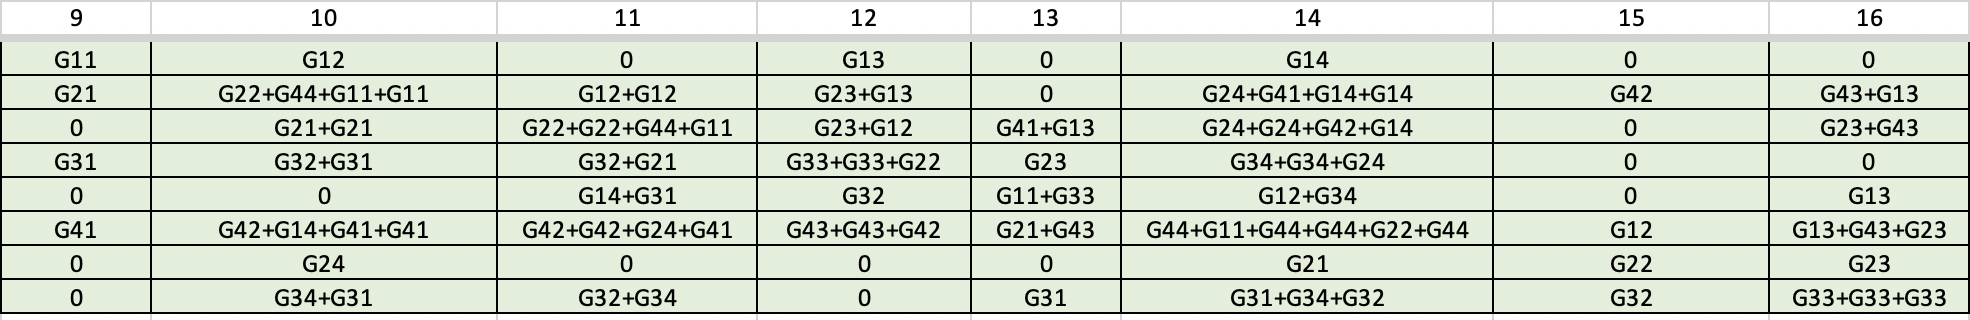 9 10 11 12 13 14 15 16
G11 G12 0 G13 0 G14 0 0
G21 G22+G44+G11+G11 G12+G12 G23+G13 0 G24+G41+G14+G14 G42 G43+G13
0 G21+G21 G22+G22+G44+G11 G23+G12 G41+G13 G24+G24+G42+G14 0 G23+G43
G31 G32+G31 G32+G21 G33+G33+G22 G23 G34+G34+G24 0 0
0 0 G14+G31 G32 G11+G33 G12+G34 0 G13
G41 G42+G14+G41+G41 G42+G42+G24+G41 G43+G43+G42 G21+G43 G44+G11+G44+G44+G22+G44 G12 G13+G43+G23
0 G24 0 0 0 G21 G22 G23
0 G34+G31 G32+G34 0 G31 G31+G34+G32 G32 G33+G33+G33